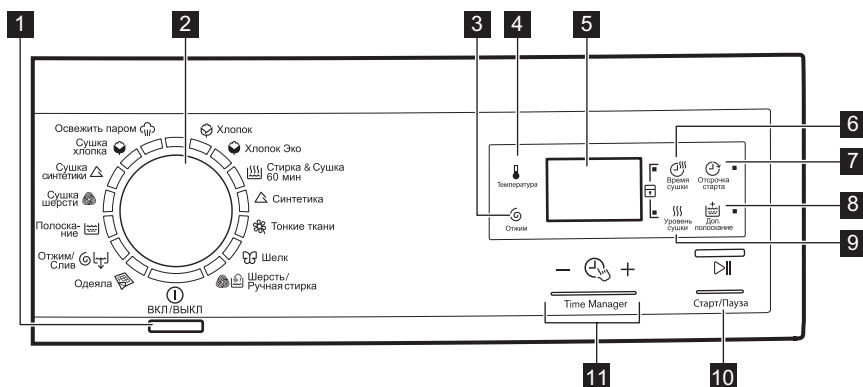 1
2
3
4
5
6
7
8
9
10
11
Освежить паром
Сушка
хлопка
Сушка
синтетики
Сушка
шерсти
Полоска-
ние
Отжим/
Слив
Одеяла
ВКЛ/ВЫКЛ
Хлопок
Хлопок Эко
Стирка & Сушка
60 мин
Синтетика
Тонкие ткани
Шелк
Шерсть/
Ручная стирка
Температура
Отжим
Время
сушки
Отсрочка
старта
Уровень
сушки
Доп.
полоскание
Time Manager
Старт/Пауза